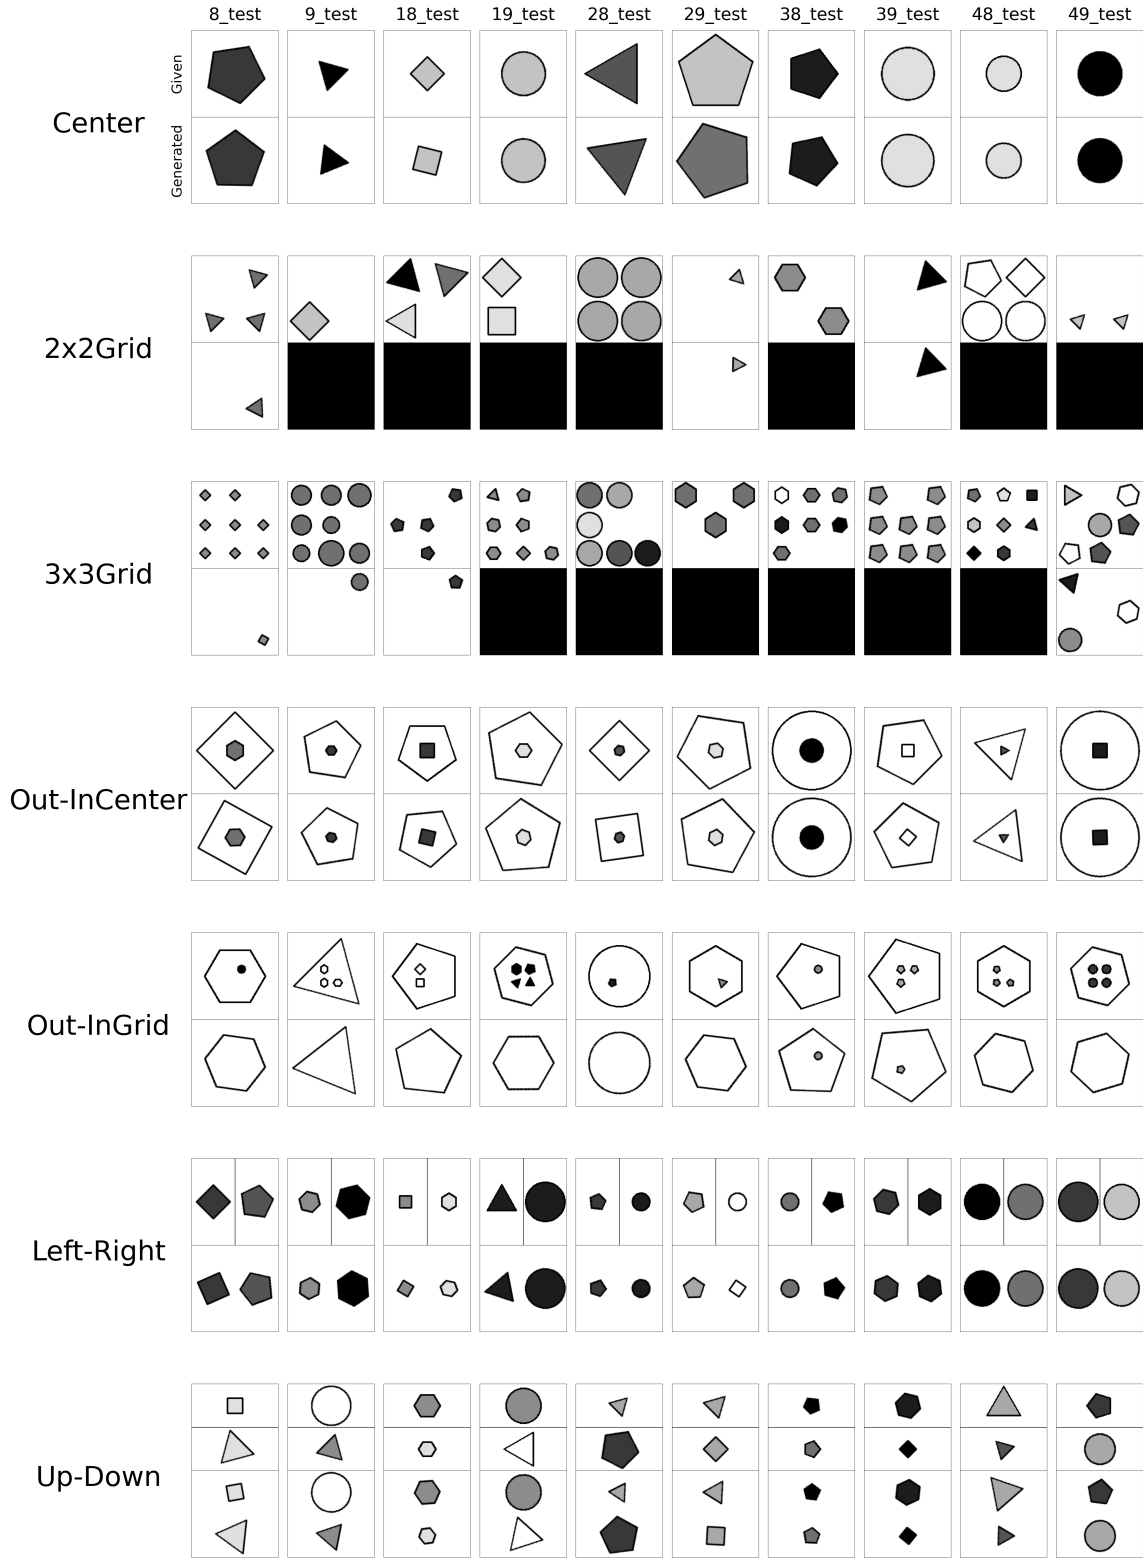 8_test 9_test 18_test 19_test 28_test 29_test 38_test 39_test 48_test 49_test
Given
Center
Generated
2x2Grid
3x3Grid
Out-InCenter
Out-InGrid
Left-Right
Up-Down